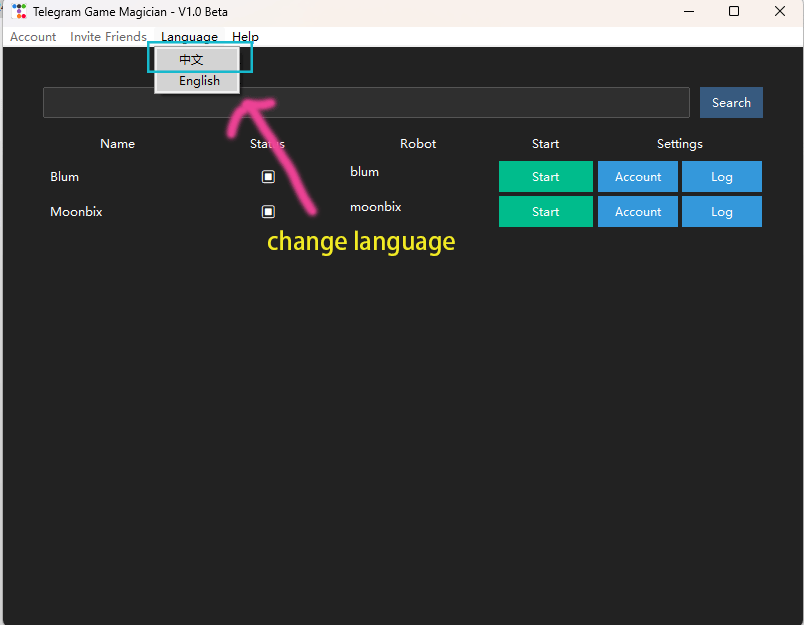 Telegram Game Magician - V1.0 Beta
Account Invite Friends Language Help
中文
English
Search
Name Status Robot Start Settings
Blum blum Start Account Log
Moonbix moonbix Start Account Log
change language